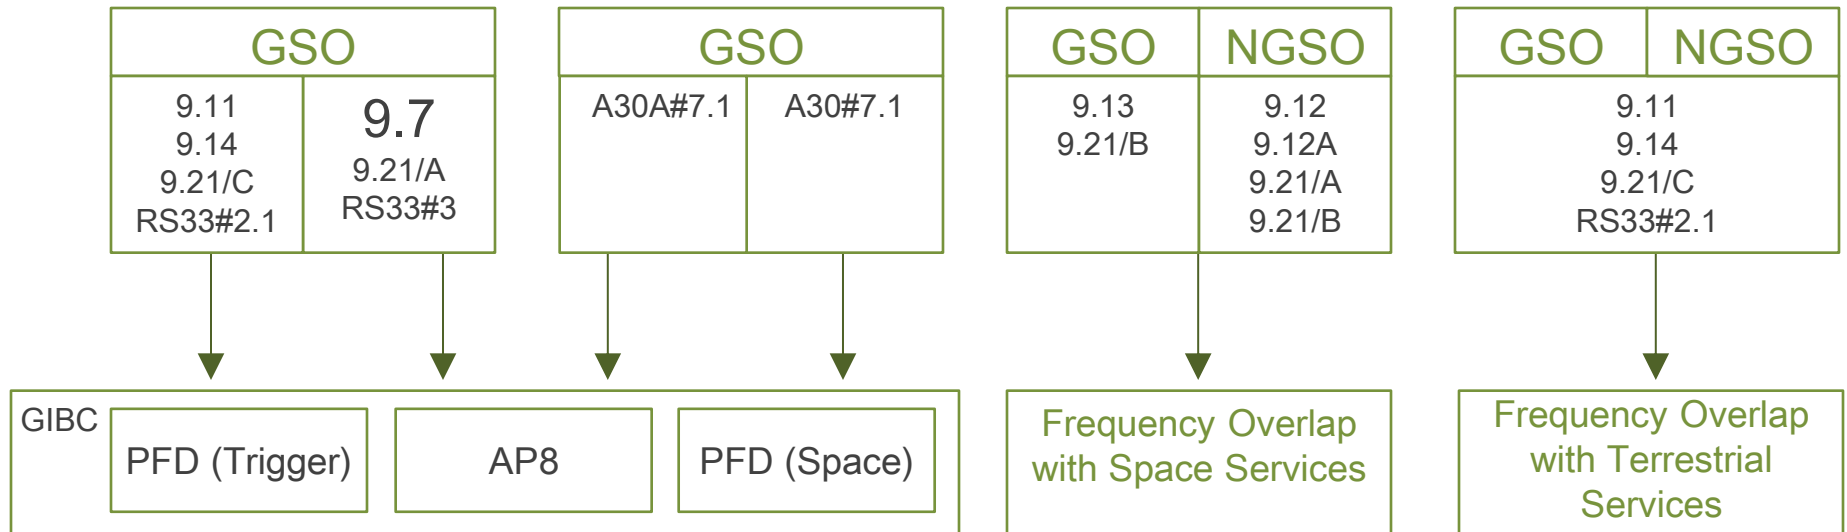 GSO
9.11
9.14
9.21/C
RS33#2.1
9.7
9.21/A
RS33#3
GSO
A30A#7.1
A30#7.1
GSO
NGSO
9.13
9.21/B
9.12
9.12A
9.21/A
9.21/B
GSO
NGSO
9.11
9.14
9.21/C
RS33#2.1
GIBC
PFD (Trigger)
AP8
PFD (Space)
Frequency Overlap
with Space Services
Frequency Overlap
with Terrestrial
Services